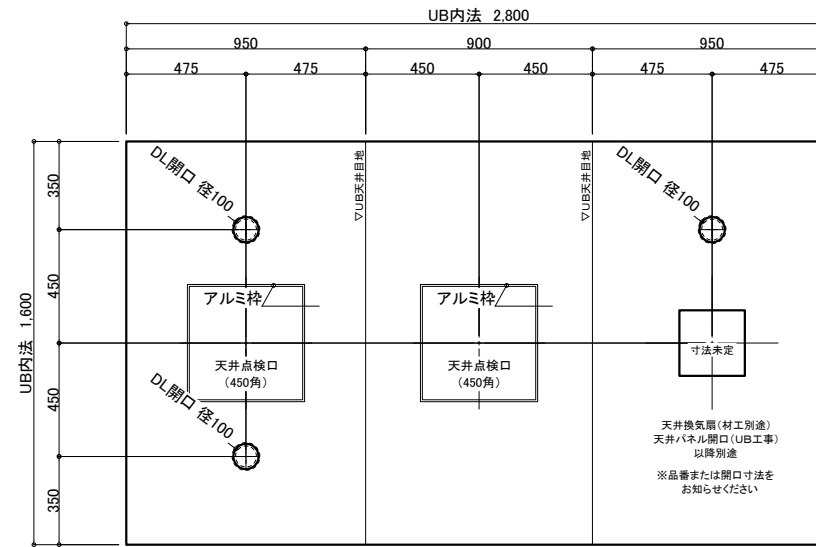 UB内法 2,800
950
900
950
475
475
450
450
475
475
UB内法 1,600
350
450
450
350
DL開口 径100
▽UB天井目地
▽UB天井目地
DL開口 径100
アルミ枠
アルミ枠
天井点検口
(450角)
天井点検口
(450角)
寸法未定
DL開口 径100
天井換気扇(材工別途)
天井パネル開口(UB工事)
以降別途
※品番または開口寸法を
お知らせください